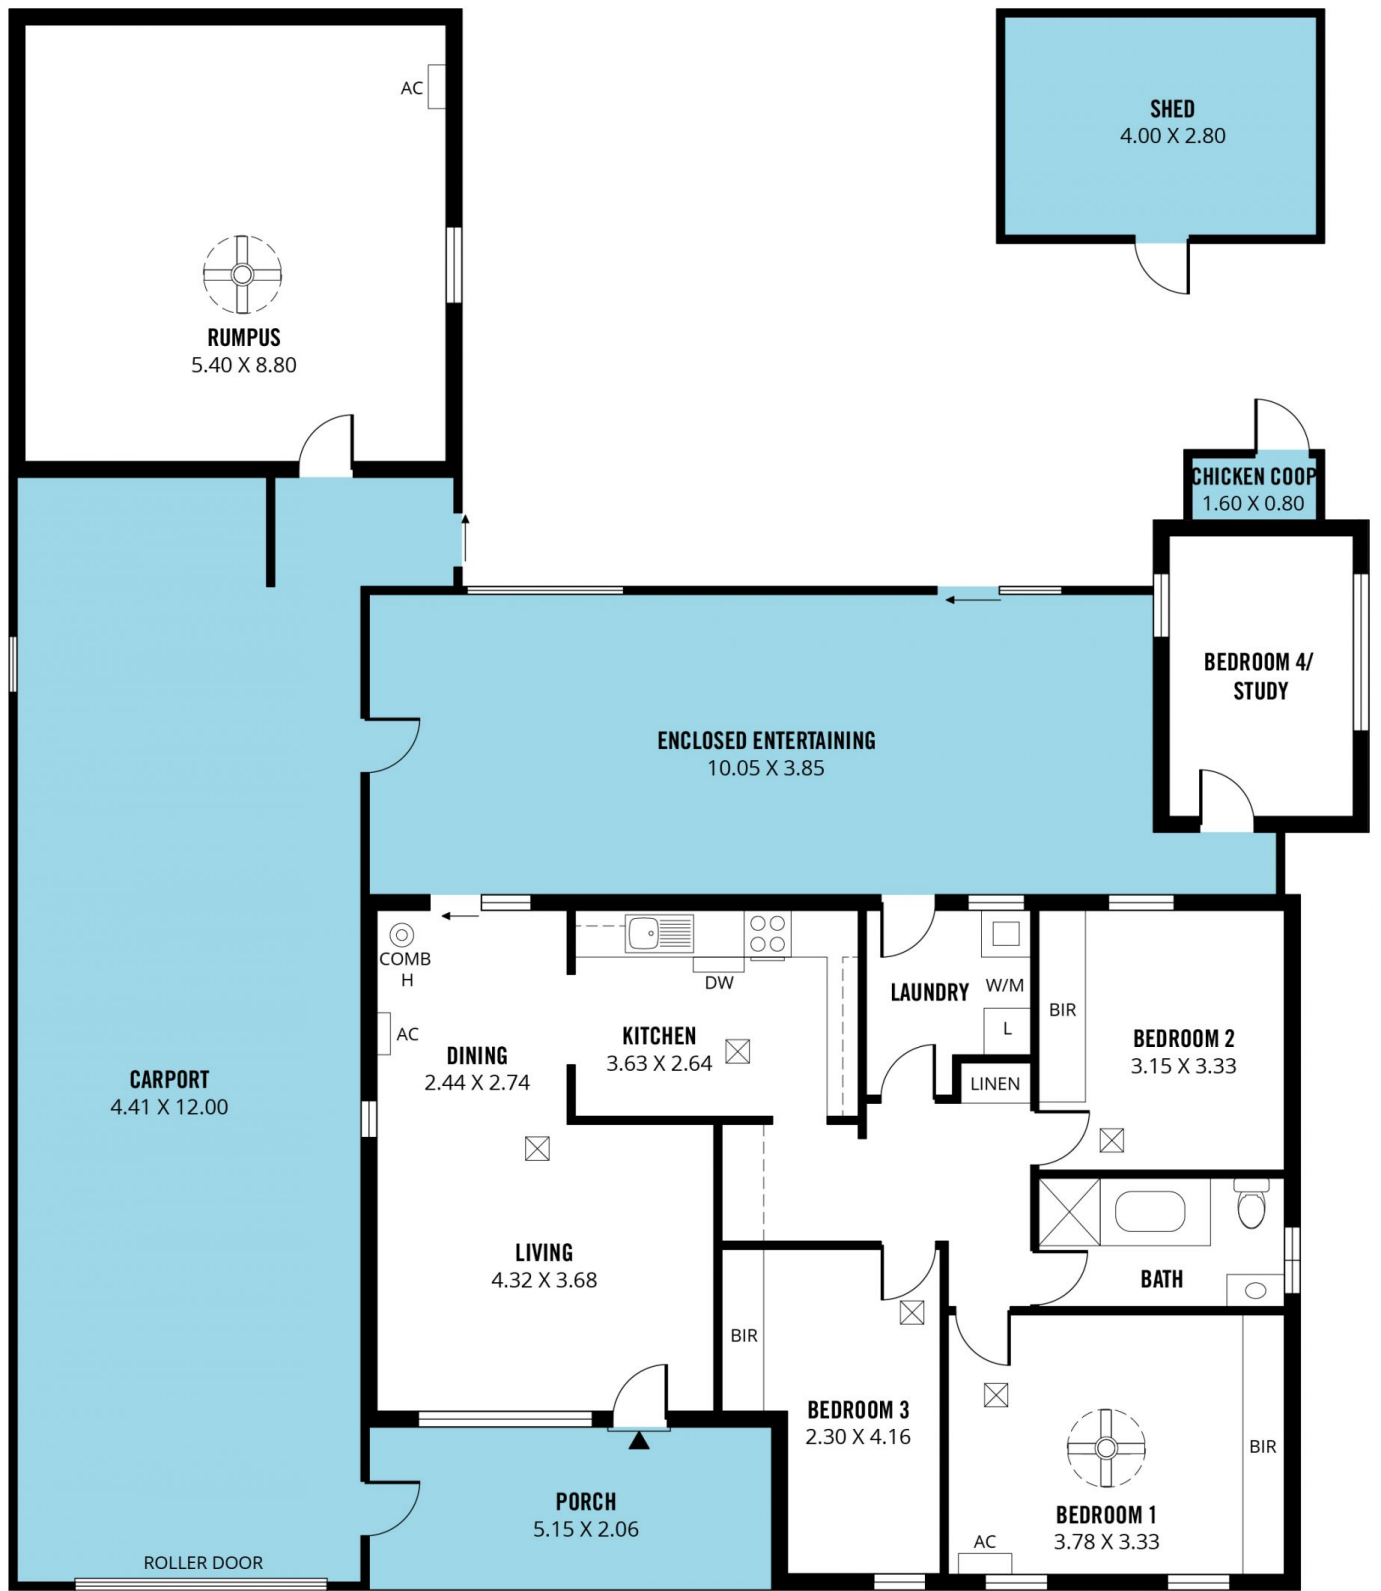 AC
RUMPUS
5.40 X 8.80
SHED
4.00 X 2.80
CHICKEN COOP
1.60 X 0.80
BEDROOM 4/
STUDY
ENCLOSED ENTERTAINING
10.05 X 3.85
COMB
H
AC
DINING
2.44 X 2.74
DW
KITCHEN
3.63 X 2.64
LAUNDRY
W/M
L
LINEN
BIR
BEDROOM 2
3.15 X 3.33
CARPORT
4.41 X 12.00
LIVING
4.32 X 3.68
BATH
BIR
BEDROOM 3
2.30 X 4.16
BIR
BEDROOM 1
3.78 X 3.33
AC
PORCH
5.15 X 2.06
ROLLER DOOR